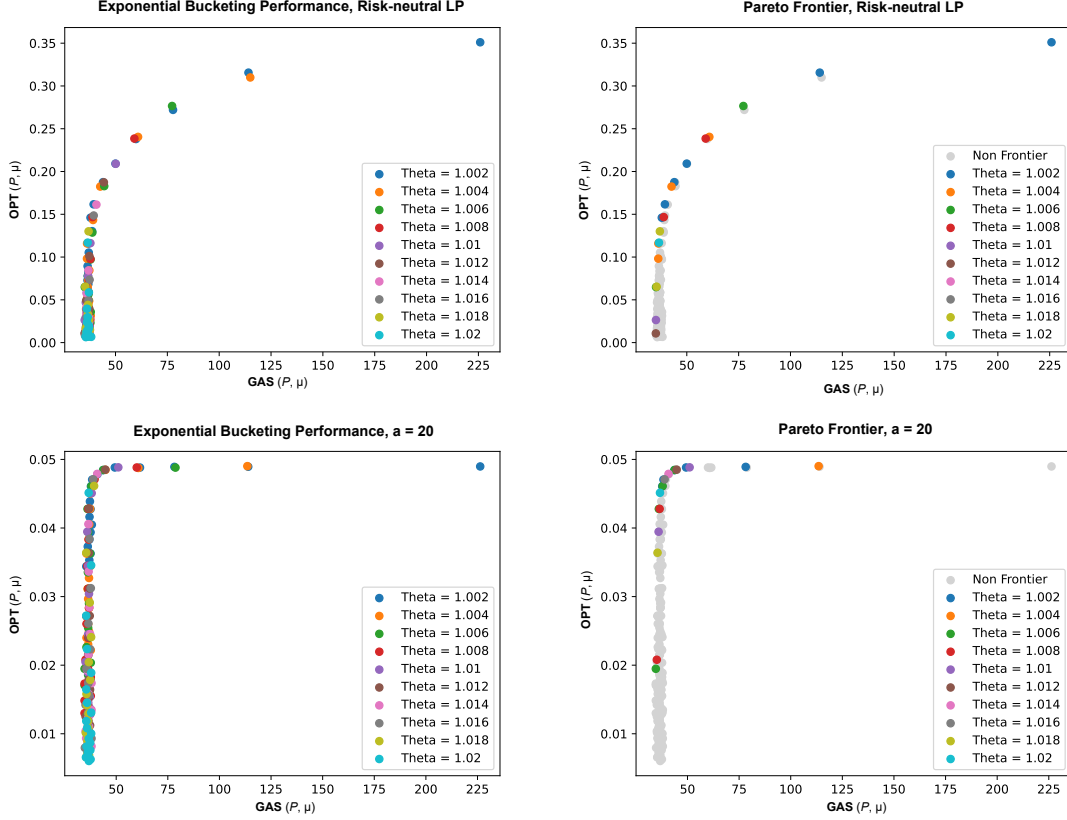 Exponential Bucketing Performance, Risk-neutral LP
0.35
0.30
0.25
0.20
0.15
0.10
0.05
0.00
OPT (P, μ)
50
75
100
125
150
175
200
225
GAS (P, μ)
Theta = 1.002
Theta = 1.004
Theta = 1.006
Theta = 1.008
Theta = 1.01
Theta = 1.012
Theta = 1.014
Theta = 1.016
Theta = 1.018
Theta = 1.02
Pareto Frontier, Risk-neutral LP
0.35
0.30
0.25
0.20
0.15
0.10
0.05
0.00
OPT (P, μ)
50
75
100
125
150
175
200
225
GAS (P, μ)
Non Frontier
Theta = 1.002
Theta = 1.004
Theta = 1.006
Theta = 1.008
Theta = 1.01
Theta = 1.012
Theta = 1.014
Theta = 1.016
Theta = 1.018
Theta = 1.02
Exponential Bucketing Performance, a = 20
0.05
0.04
0.03
0.02
0.01
OPT (P, μ)
50
75
100
125
150
175
200
225
GAS (P, μ)
Theta = 1.002
Theta = 1.004
Theta = 1.006
Theta = 1.008
Theta = 1.01
Theta = 1.012
Theta = 1.014
Theta = 1.016
Theta = 1.018
Theta = 1.02
Pareto Frontier, a = 20
0.05
0.04
0.03
0.02
0.01
OPT (P, μ)
50
75
100
125
150
175
200
225
GAS (P, μ)
Non Frontier
Theta = 1.002
Theta = 1.004
Theta = 1.006
Theta = 1.008
Theta = 1.01
Theta = 1.012
Theta = 1.014
Theta = 1.016
Theta = 1.018
Theta = 1.02